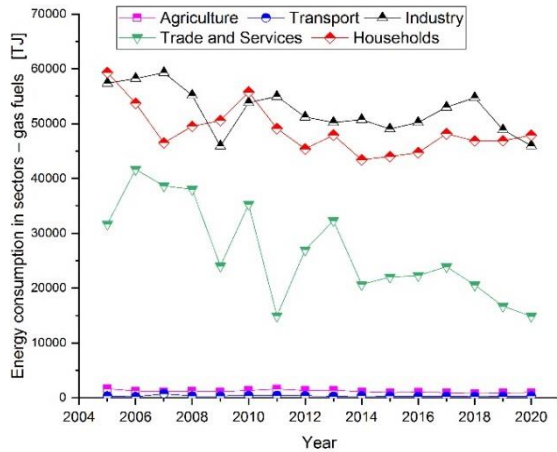 Agriculture Transport Industry
Trade and Services Households
Energy consumption in sectors – gas fuels [TJ]
70000
60000
50000
40000
30000
20000
10000
0
2004 2006 2008 2010 2012 2014 2016 2018 2020
Year